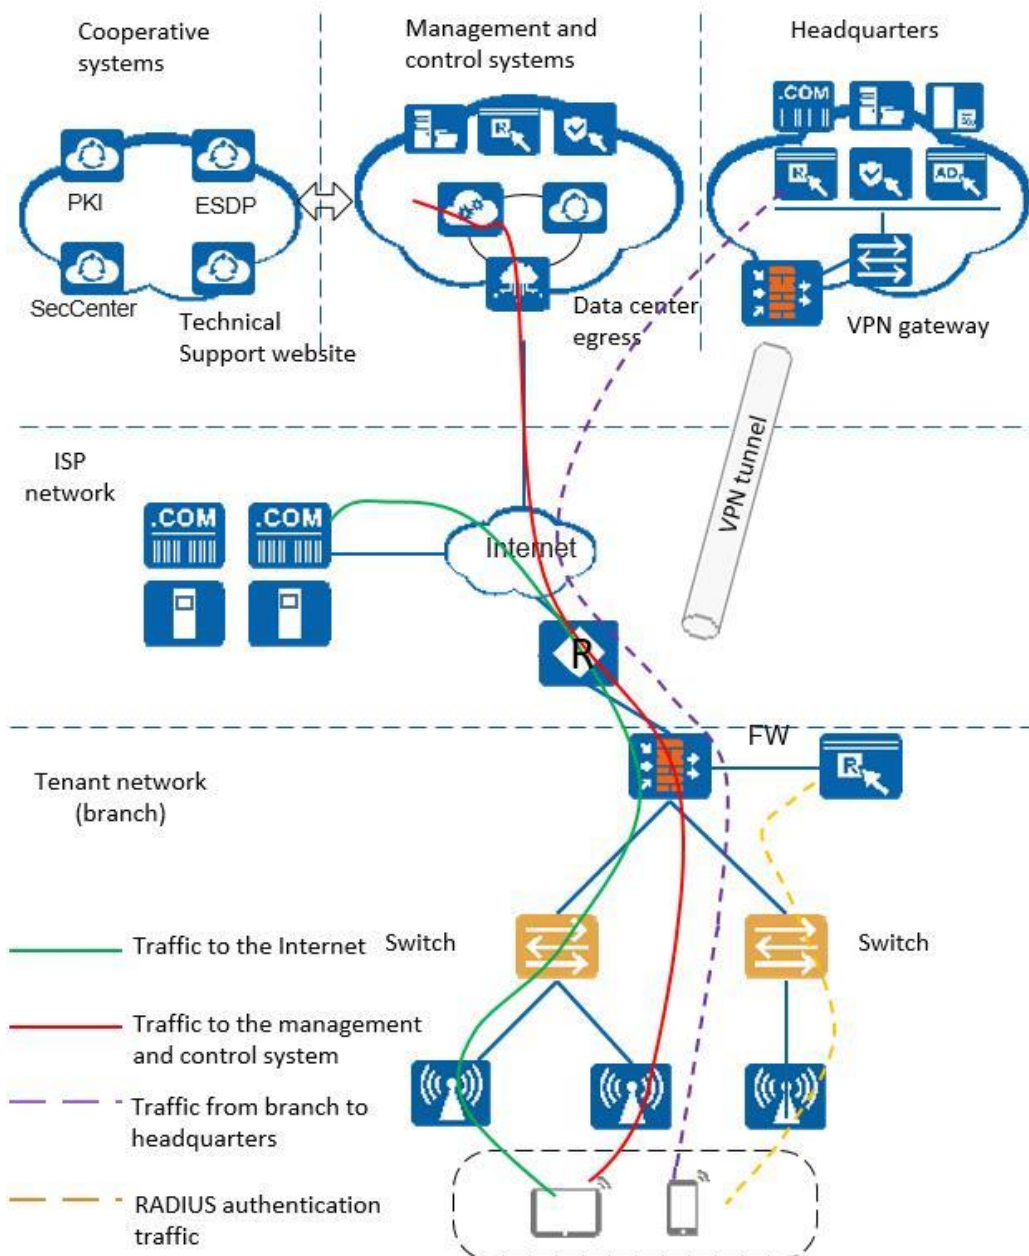 Cooperative
systems
Management and
control systems
Headquarters
.COM
R
R
AD
PKI
ESDP
SecCenter
Technical
Support website
Data center
egress
VPN gateway
VPN tunnel
ISP
network
.COM
.COM
Internet
R
FW
R
Tenant network
(branch)
Switch
Switch
Traffic to the Internet
Traffic to the management
and control system
Traffic from branch to
headquarters
RADIUS authentication
traffic